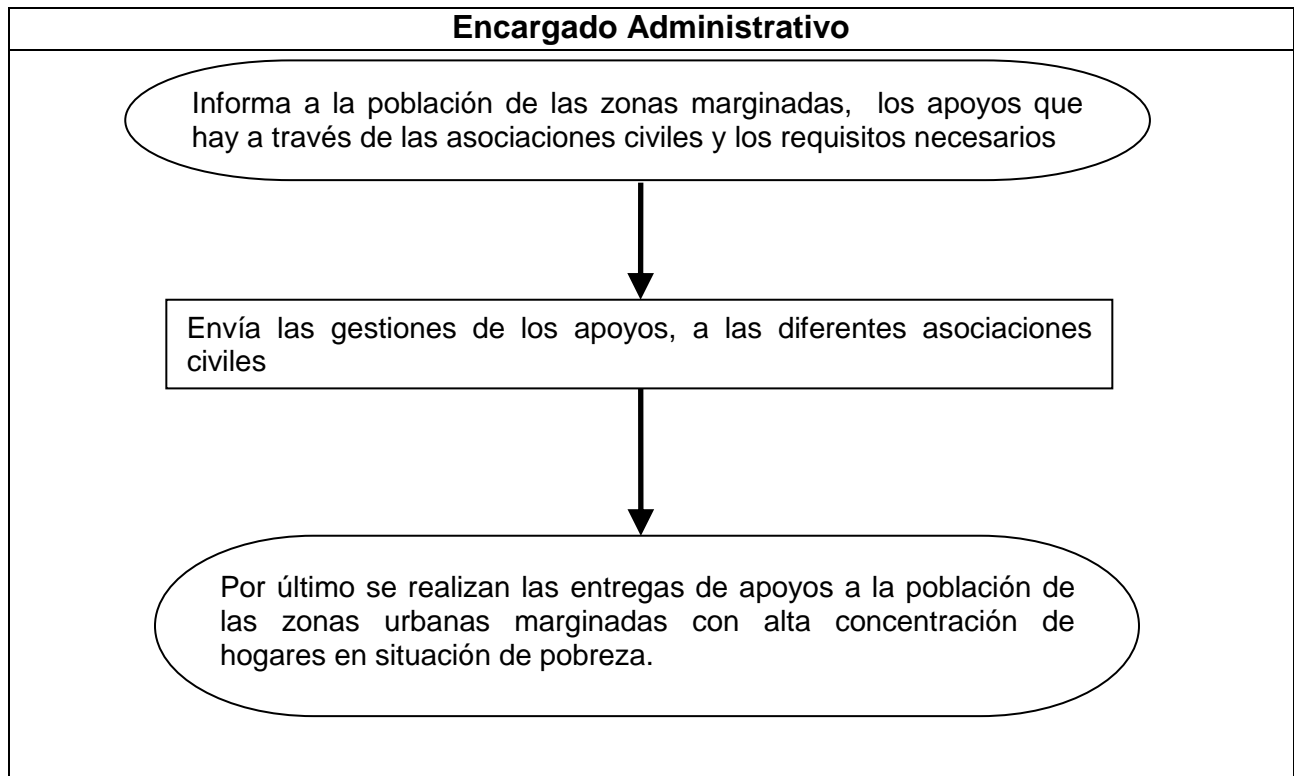 Encargado Administrativo
Informa a la población de las zonas marginadas, los apoyos que
hay a través de las asociaciones civiles y los requisitos necesarios
Envía las gestiones de los apoyos, a las diferentes asociaciones
civiles
Por último se realizan las entregas de apoyos a la población de
las zonas urbanas marginadas con alta concentración de
hogares en situación de pobreza.